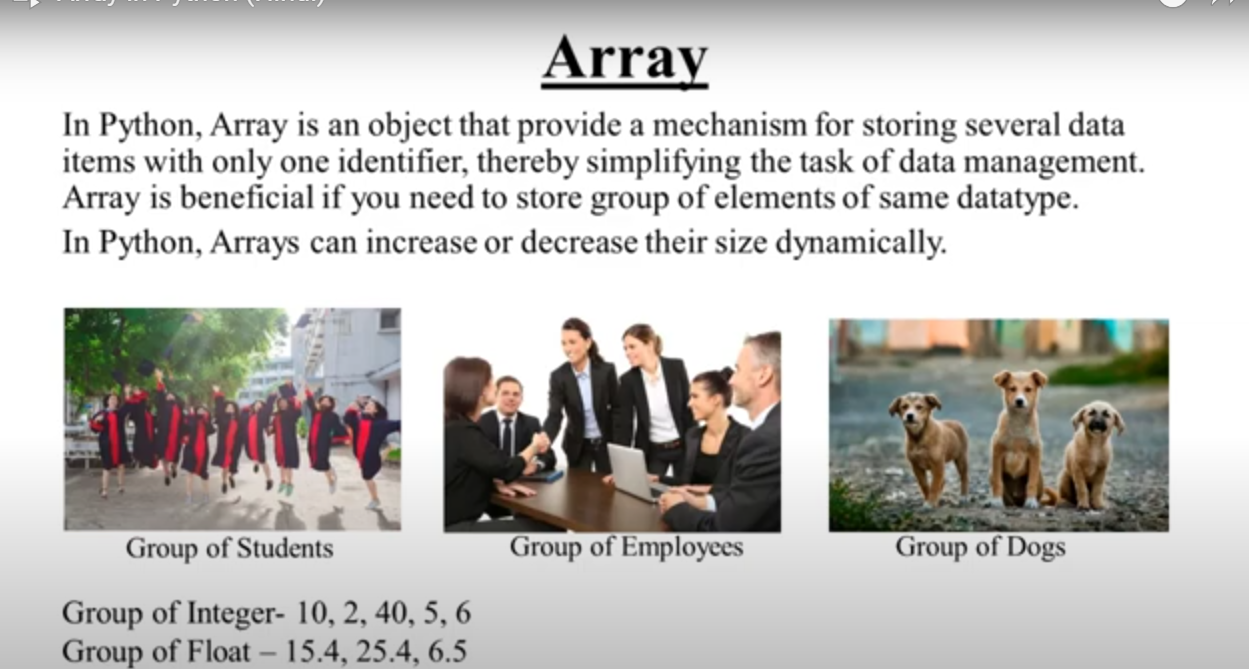 Array
In Python, Array is an object that provide a mechanism for storing several data
items with only one identifier, thereby simplifying the task of data management.
Array is beneficial if you need to store group of elements of same datatype.
In Python, Arrays can increase or decrease their size dynamically.
Group of Students
Group of Employees
Group of Dogs
Group of Integer- 10, 2, 40, 5, 6
Group of Float – 15.4, 25.4, 6.5